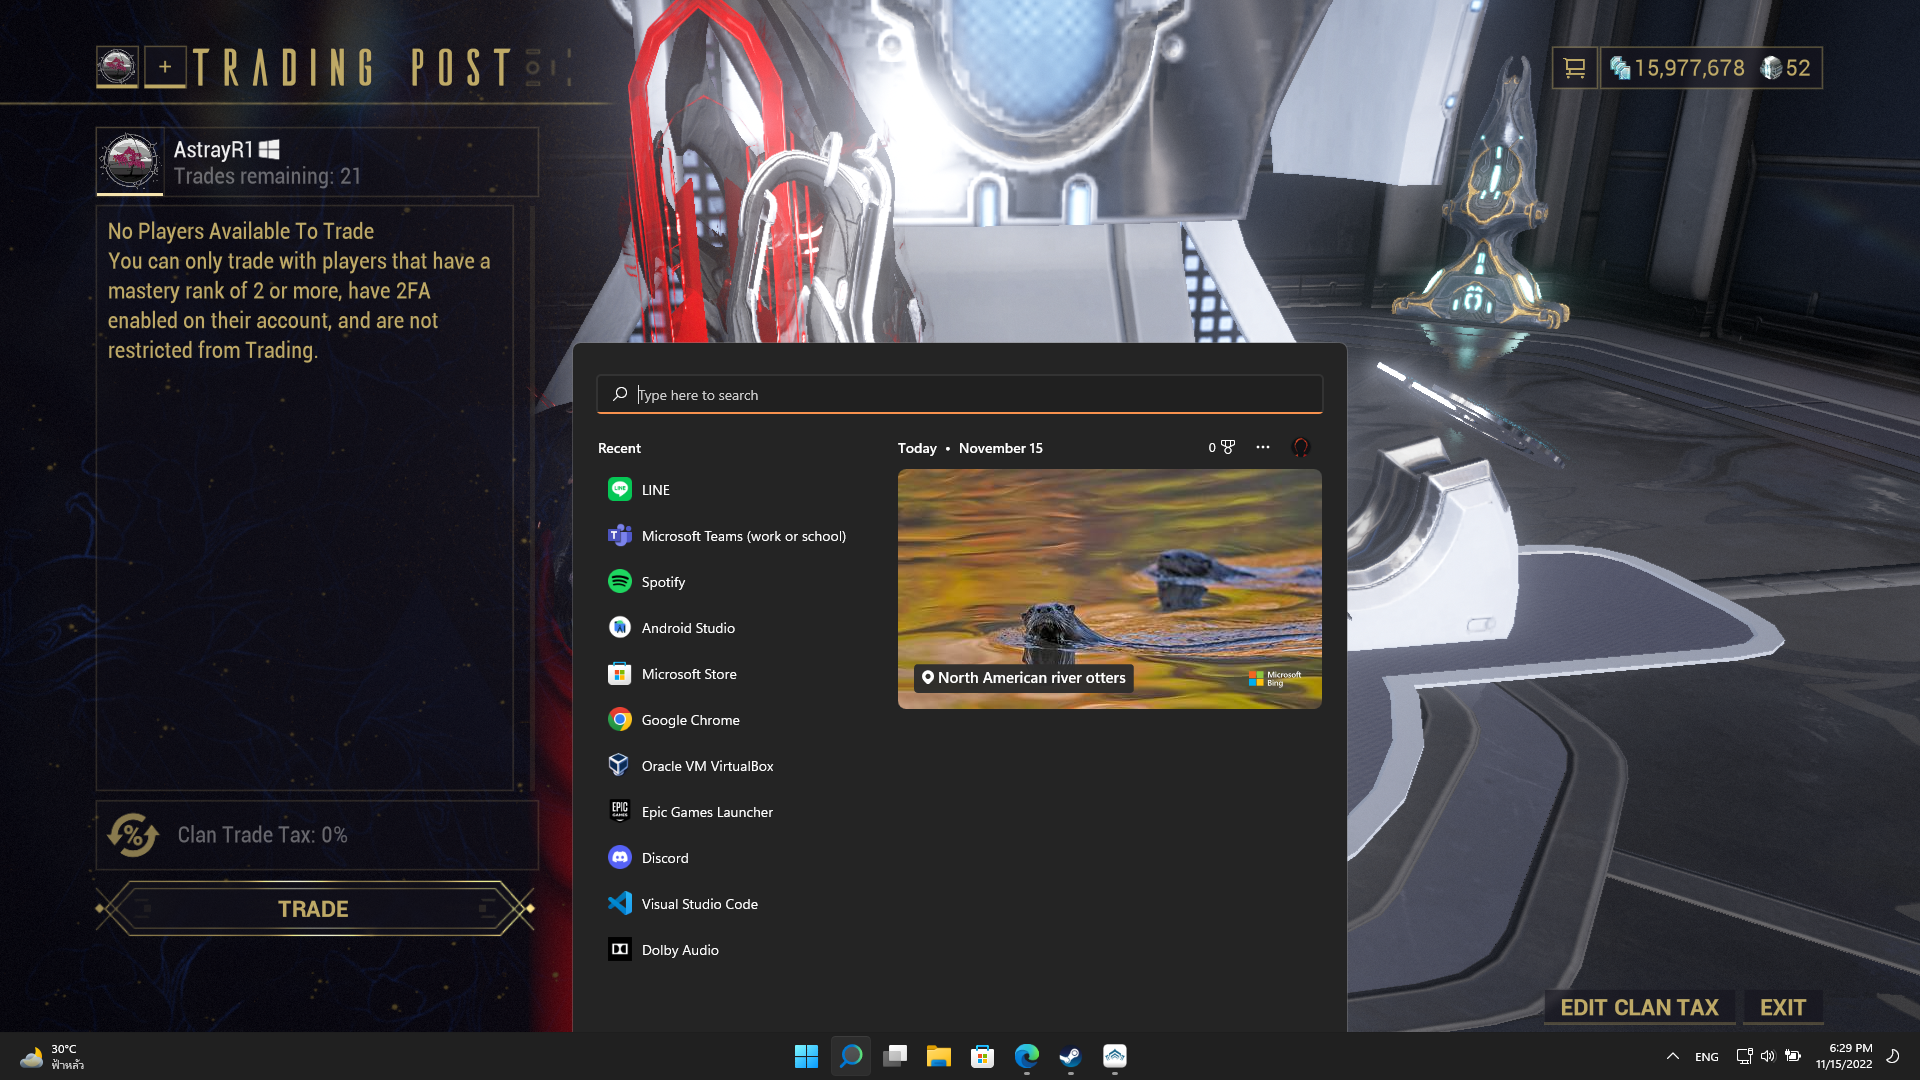 + TRADING POST
15,977,678 52
AstrayR1
Trades remaining: 21
No Players Available To Trade
You can only trade with players that have a
mastery rank of 2 or more, have 2FA
enabled on their account, and are not
restricted from Trading.
Clan Trade Tax: 0%
TRADE
Type here to search
Recent
LINE
Microsoft Teams (work or school)
Spotify
Android Studio
Microsoft Store
Google Chrome
Oracle VM VirtualBox
Epic Games Launcher
Discord
Visual Studio Code
Dolby Audio
Today • November 15
0
North American river otters
Microsoft
Bing
EDIT CLAN TAX EXIT
30°C
ฟ้าหลัว
ENG
6:29 PM
11/15/2022